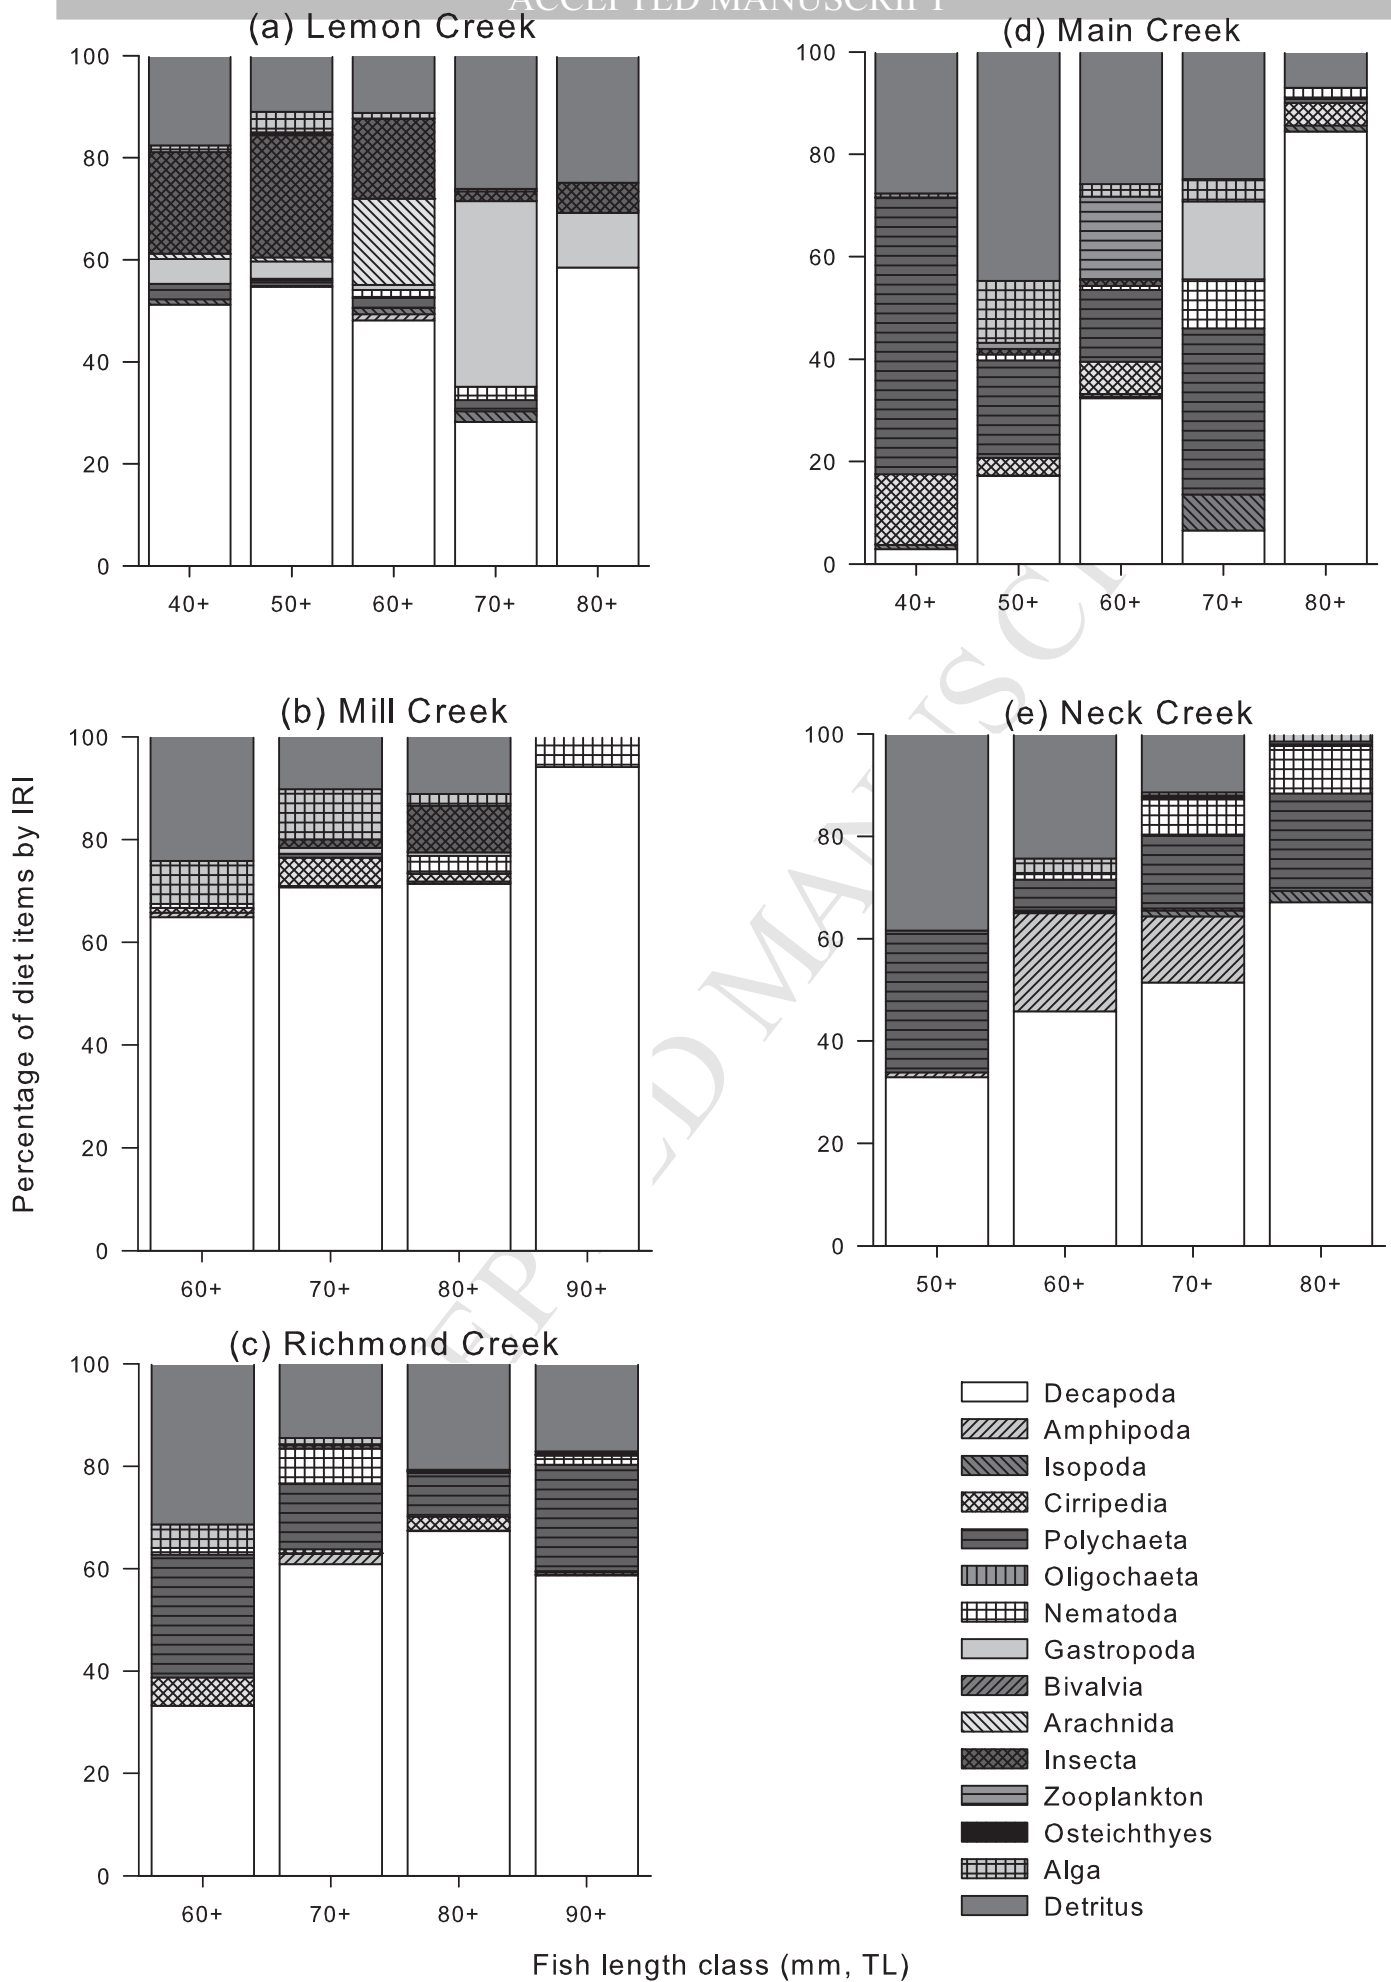 ACCEPTED MANUSCRIPT
(a) Lemon Creek
100
80
60
40
20
0
40+ 50+ 60+ 70+ 80+
(d) Main Creek
100
80
60
40
20
0
40+ 50+ 60+ 70+ 80+
Percentage of diet items by IRI
(b) Mill Creek
100
80
60
40
20
0
60+ 70+ 80+ 90+
(e) Neck Creek
100
80
60
40
20
0
50+ 60+ 70+ 80+
(c) Richmond Creek
100
80
60
40
20
0
60+ 70+ 80+ 90+
Decapoda
Amphipoda
Isopoda
Cirripedia
Polychaeta
Oligochaeta
Nematoda
Gastropoda
Bivalvia
Arachnida
Insecta
Zooplankton
Osteichthyes
Alga
Detritus
Fish length class (mm, TL)